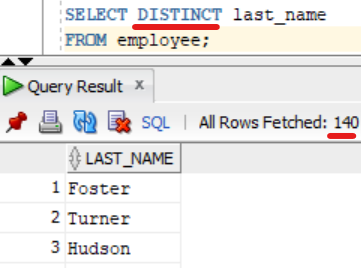 SELECT DISTINCT last_name
FROM employee;
Query Result x
SQL | All Rows Fetched: 140
LAST_NAME
1 Foster
2 Turner
3 Hudson